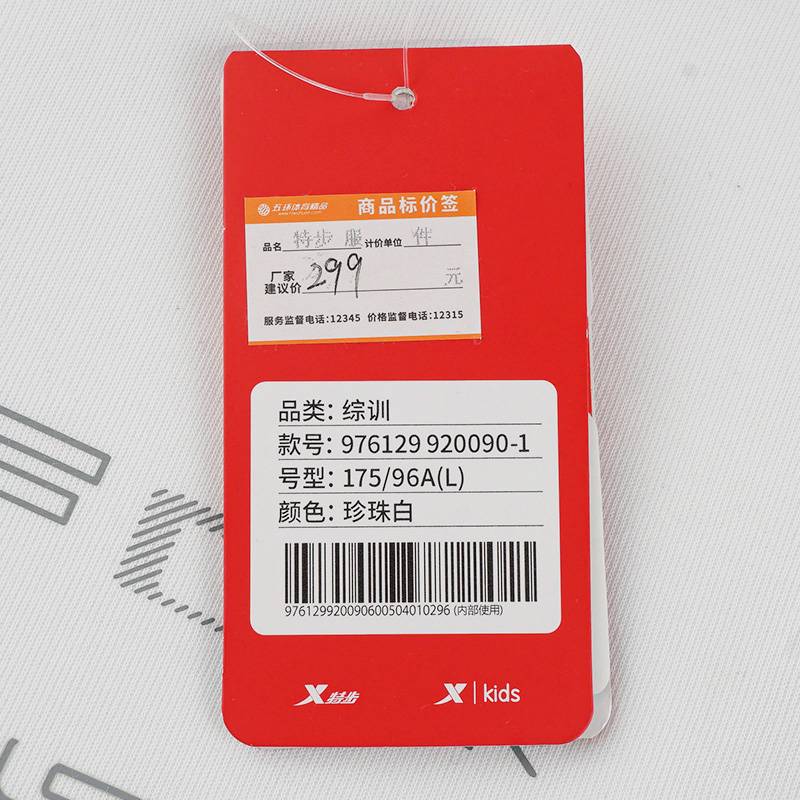 五环体育精品 商品标价签
品名 特步 服 计价单位 件
厂家
建议价 299 元
服务监督电话:12345 价格监督电话:12315
品类: 综训
款号: 976129 920090-1
号型: 175/96A(L)
颜色: 珍珠白
976129920090600504010296 (内部使用)
X特步 X kids